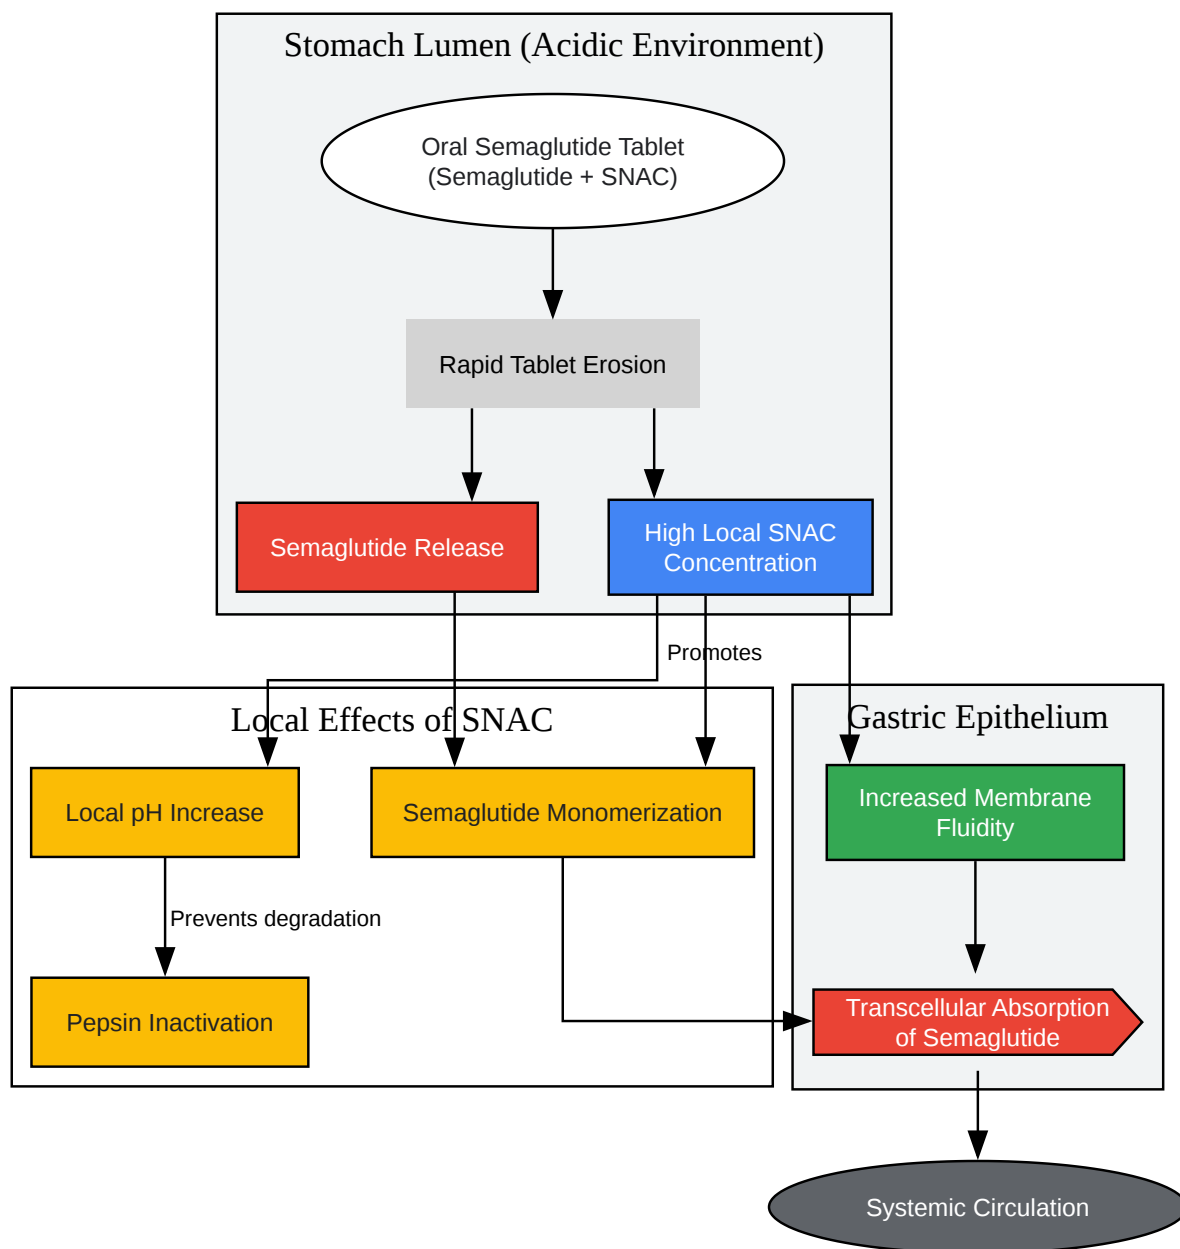 Stomach Lumen (Acidic Environment)
Oral Semaglutide Tablet
(Semaglutide + SNAC)
Rapid Tablet Erosion
Semaglutide Release
High Local SNAC
Concentration
Promotes
Local Effects of SNAC
Gastric Epithelium
Local pH Increase
Semaglutide Monomerization
Increased Membrane
Fluidity
Prevents degradation
Pepsin Inactivation
Transcellular Absorption
of Semaglutide
Systemic Circulation